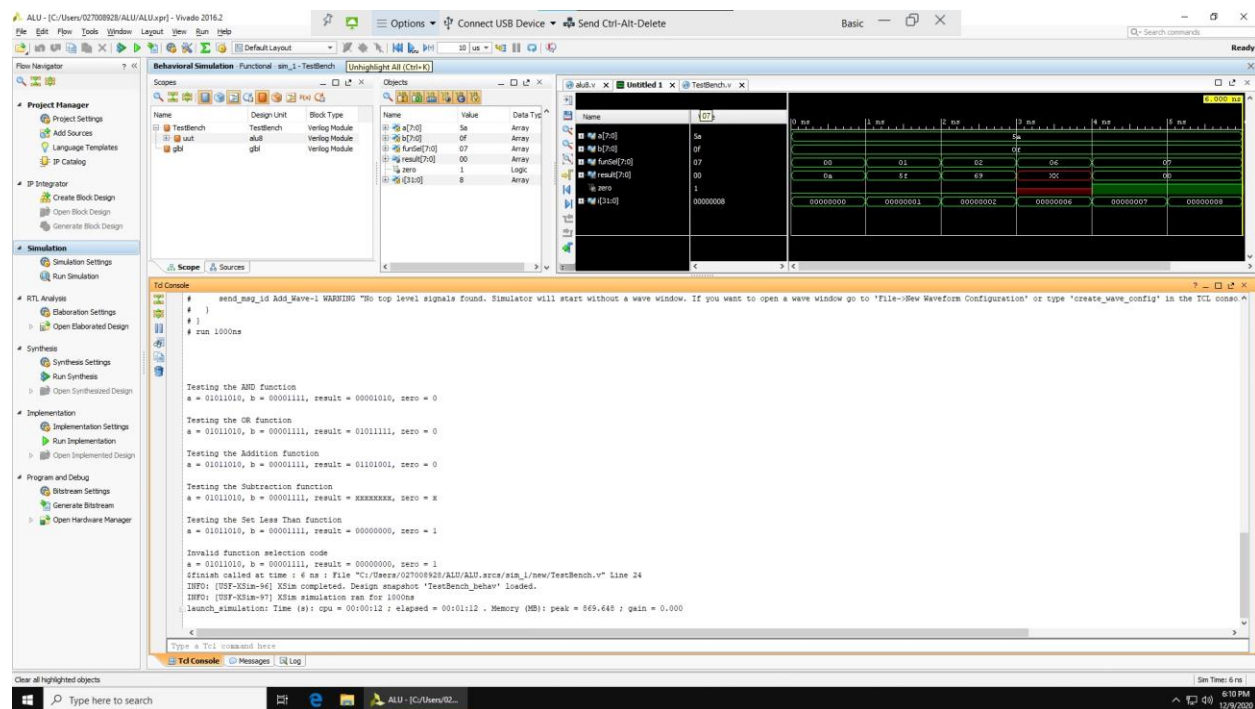 ALU - [C:/Users/027008928/ALU/ALU.xpr] - Vivado 2016.2
Options Connect USB Device Send Ctrl-Alt-Delete
Basic
File Edit Flow Tools Window Layout View Run Help
Q- Search commands
Default Layout
10 us
Ready
Flow Navigator
Project Manager
Project Settings
Add Sources
Language Templates
IP Catalog
IP Integrator
Create Block Design
Open Block Design
Generate Block Design
Simulation
Simulation Settings
Run Simulation
RTL Analysis
Elaboration Settings
Open Elaborated Design
Synthesis
Synthesis Settings
Run Synthesis
Open Synthesized Design
Implementation
Implementation Settings
Run Implementation
Open Implemented Design
Program and Debug
Bitstream Settings
Generate Bitstream
Open Hardware Manager
Behavioral Simulation - Functional - sim_1 - TestBench
Unhighlight All (Ctrl+K)
Scopes
Name Design Unit Block Type
TestBench TestBench Verilog Module
uut alu8 Verilog Module
glbl glbl Verilog Module
Scope Sources
Objects
Name Value Data Typ
a[7:0] 5a Array
b[7:0] 0f Array
funSel[7:0] 07 Array
result[7:0] 00 Array
zero 1 Logic
i[31:0] 8 Array
alu8.v Untitled 1 TestBench.v
6.000 ns
Name 07
0 ns 1 ns 2 ns 3 ns 4 ns 5 ns
a[7:0] 5a 5a
b[7:0] 0f 0f
funSel[7:0] 07 00 01 02 06 07
result[7:0] 00 0a 5f 69 XX 00
zero 1
i[31:0] 00000008 00000000 00000001 00000002 00000006 00000007 00000008
Tcl Console
# send_msg_id Add_Wave-1 WARNING "No top level signals found. Simulator will start without a wave window. If you want to open a wave window go to 'File->New Waveform Configuration' or type 'create_wave_config' in the TCL conso
# }
# }
# run 1000ns
Testing the AND function
a = 01011010, b = 00001111, result = 00001010, zero = 0
Testing the OR function
a = 01011010, b = 00001111, result = 01011111, zero = 0
Testing the Addition function
a = 01011010, b = 00001111, result = 01101001, zero = 0
Testing the Subtraction function
a = 01011010, b = 00001111, result = xxxxxxxx, zero = x
Testing the Set Less Than function
a = 01011010, b = 00001111, result = 00000000, zero = 1
Invalid function selection code
a = 01011010, b = 00001111, result = 00000000, zero = 1
$finish called at time : 6 ns : File "C:/Users/027008928/ALU/ALU.srcs/sim_1/new/TestBench.v" Line 24
INFO: [USF-XSim-96] XSim completed. Design snapshot 'TestBench_behav' loaded.
INFO: [USF-XSim-97] XSim simulation ran for 1000ns
launch_simulation: Time (s): cpu = 00:00:12 ; elapsed = 00:01:12 . Memory (MB): peak = 869.648 ; gain = 0.000
Type a Tcl command here
Tcl Console Messages Log
Clear all highlighted objects
Sim Time: 6 ns
Type here to search
ALU - [C:/Users/02...
6:10 PM
12/9/2020